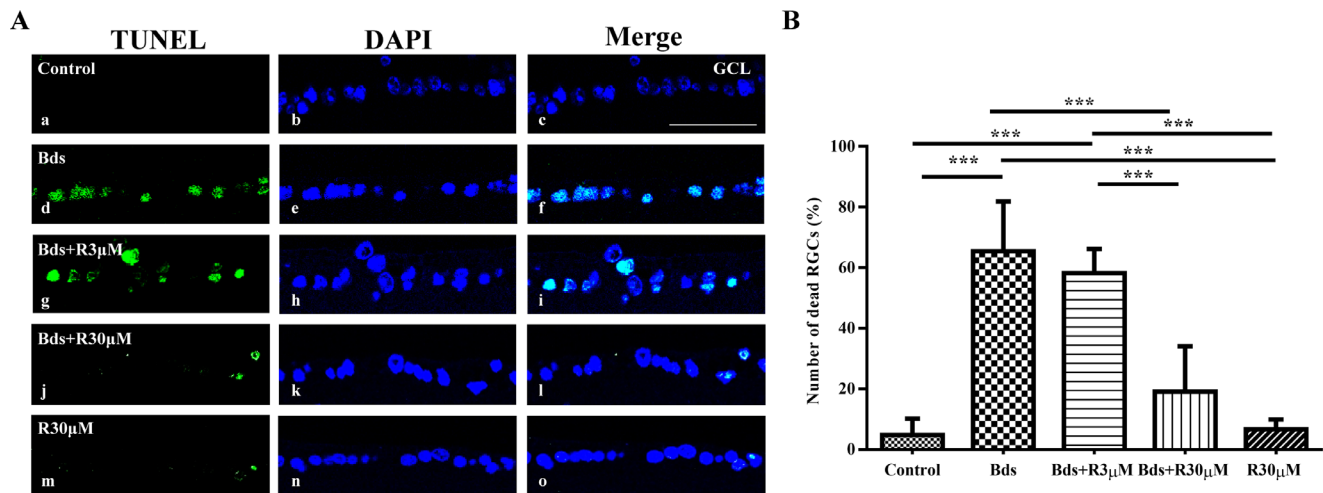 A
TUNEL DAPI Merge
Control GCL
a b c
Bds
d e f
Bds+R3μM
g h i
Bds+R30μM
j k l
R30μM
m n o
B
***
*** ***
*** ***
***
Number of dead RGCs (%)
100
80
60
40
20
0
Control Bds Bds+R3μM Bds+R30μM R30μM